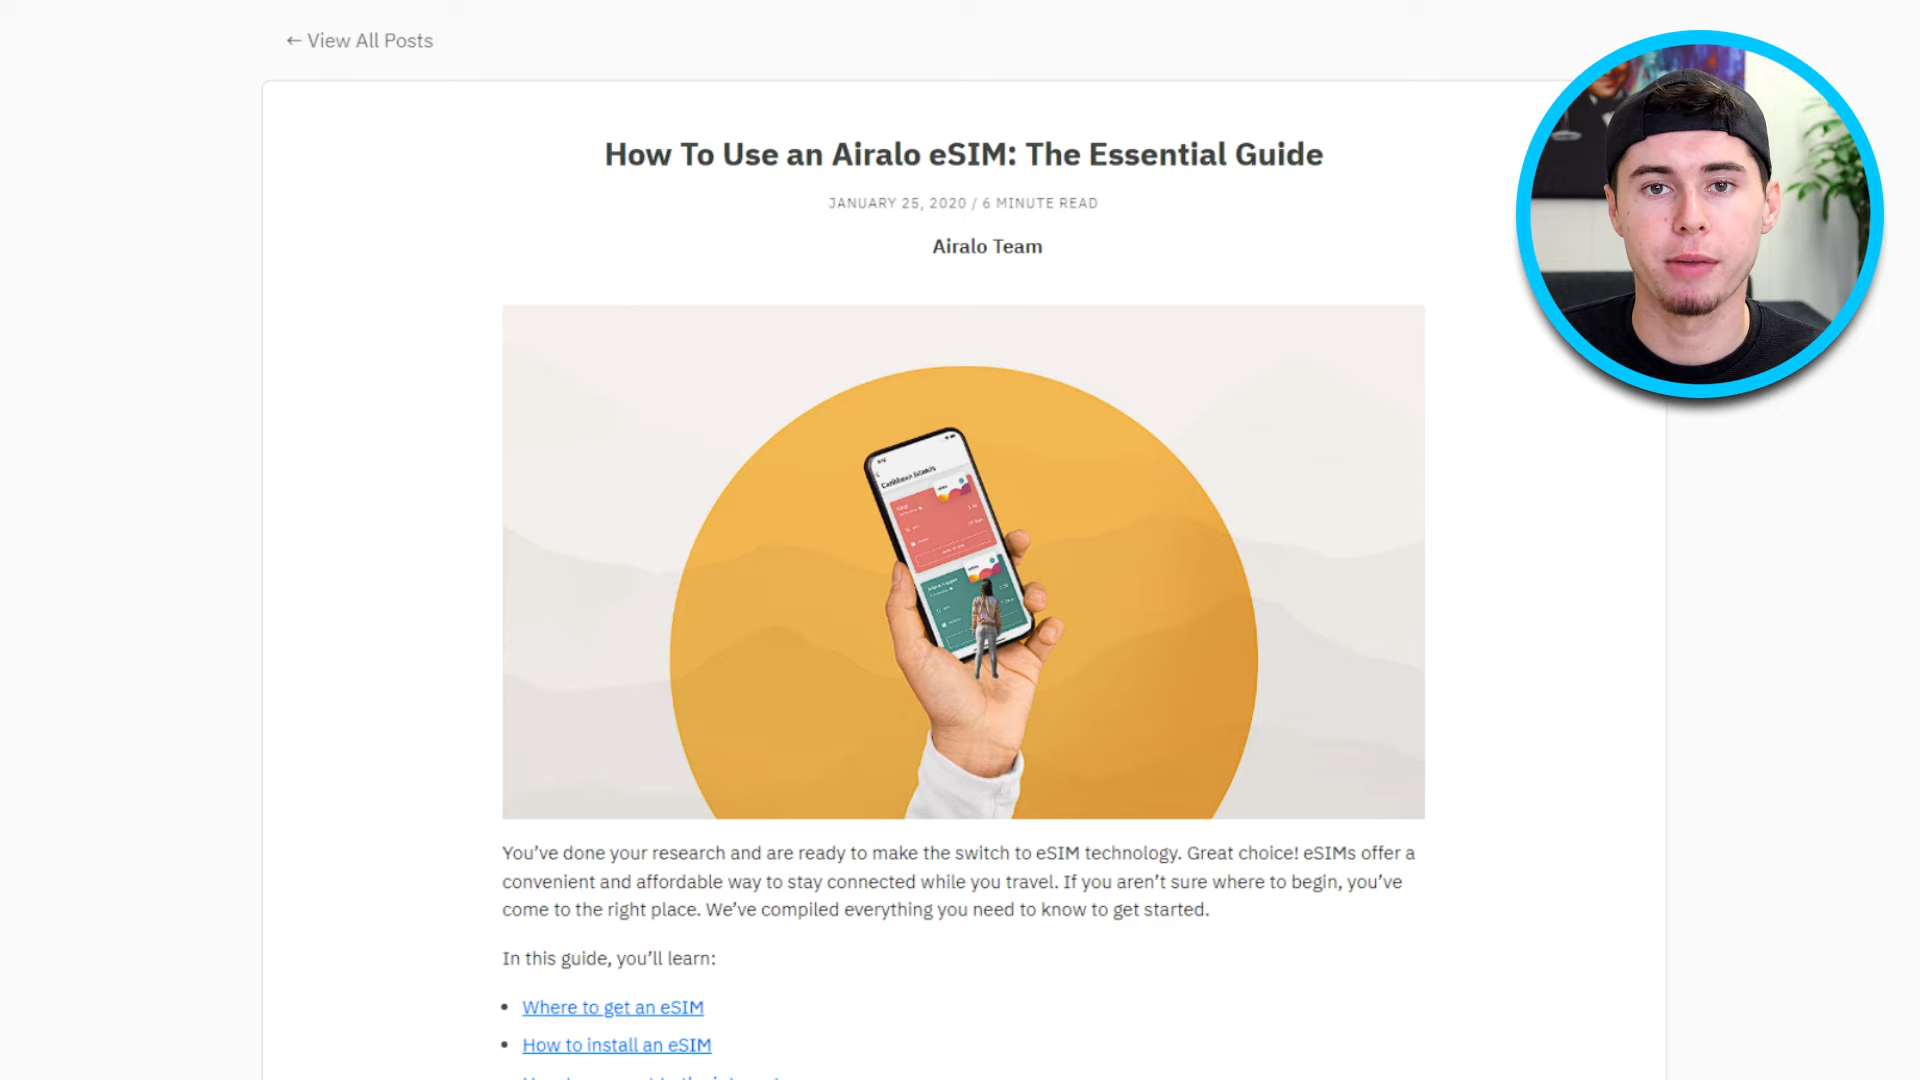 ← View All Posts
How To Use an Airalo eSIM: The Essential Guide
JANUARY 25, 2020 / 6 MINUTE READ
Airalo Team
Caribbean Islands
You’ve done your research and are ready to make the switch to eSIM technology. Great choice! eSIMs offer a
convenient and affordable way to stay connected while you travel. If you aren’t sure where to begin, you’ve
come to the right place. We’ve compiled everything you need to know to get started.
In this guide, you’ll learn:
• Where to get an eSIM
• How to install an eSIM